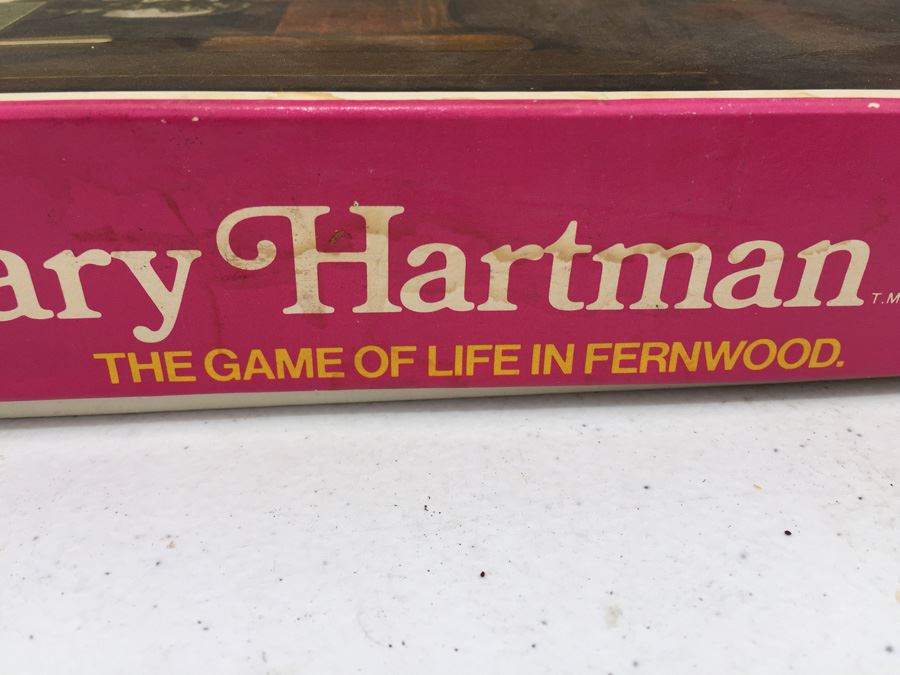 ary Hartman T.M
THE GAME OF LIFE IN FERNWOOD.